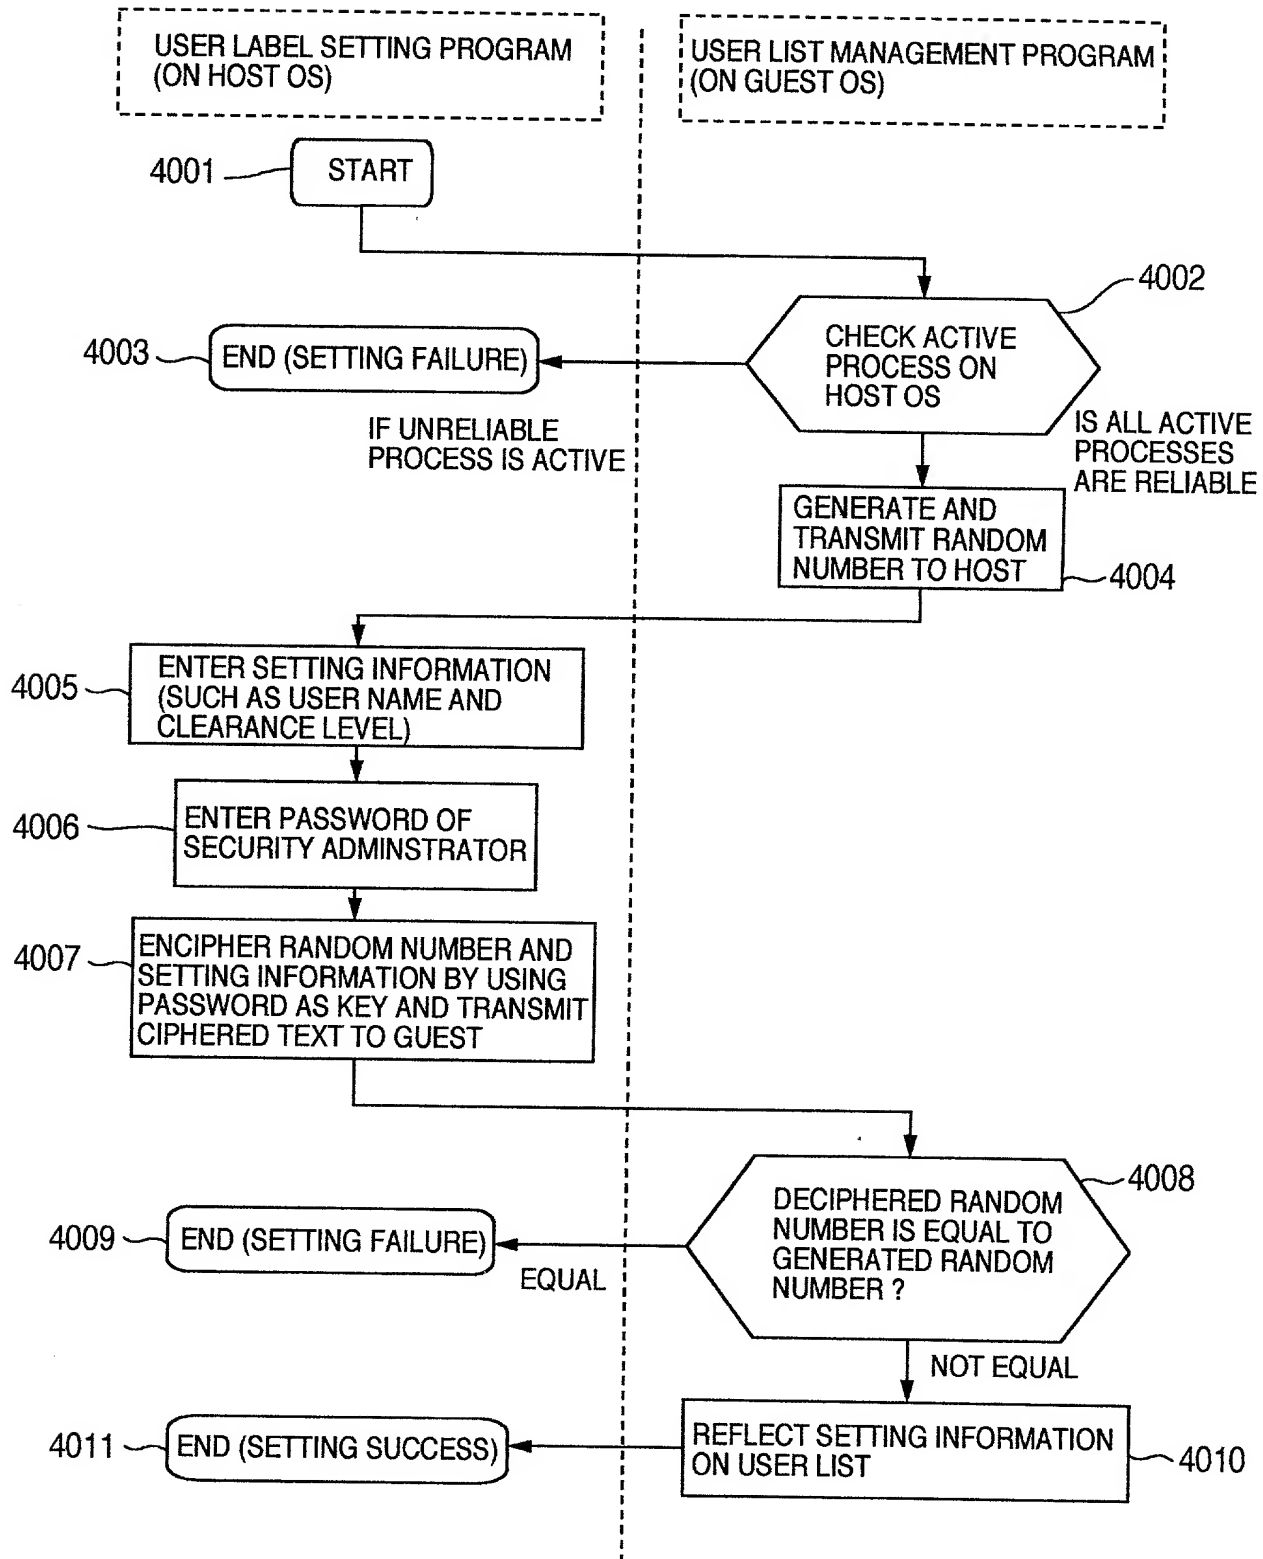 USER LABEL SETTING PROGRAM
(ON HOST OS)
USER LIST MANAGEMENT PROGRAM
(ON GUEST OS)
4001
START
4002
CHECK ACTIVE
PROCESS ON
HOST OS
4003
END (SETTING FAILURE)
IF UNRELIABLE
PROCESS IS ACTIVE
IS ALL ACTIVE
PROCESSES
ARE RELIABLE
GENERATE AND
TRANSMIT RANDOM
NUMBER TO HOST
4004
4005
ENTER SETTING INFORMATION
(SUCH AS USER NAME AND
CLEARANCE LEVEL)
4006
ENTER PASSWORD OF
SECURITY ADMINSTRATOR
4007
ENCIPHER RANDOM NUMBER AND
SETTING INFORMATION BY USING
PASSWORD AS KEY AND TRANSMIT
CIPHERED TEXT TO GUEST
4008
DECIPHERED RANDOM
NUMBER IS EQUAL TO
GENERATED RANDOM
NUMBER ?
4009
END (SETTING FAILURE)
EQUAL
NOT EQUAL
4011
END (SETTING SUCCESS)
REFLECT SETTING INFORMATION
ON USER LIST
4010